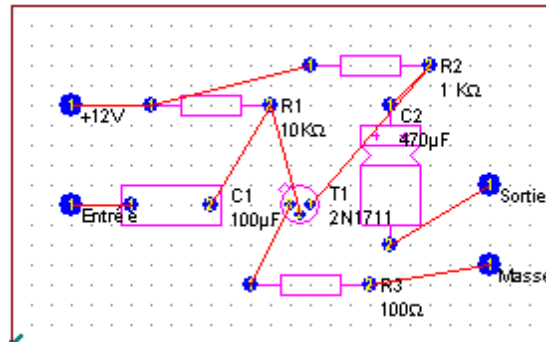 R2
1 KΩ
+12V
R1
10KΩ
C2
470µF
Entrée
C1
100µF
T1
2N1711
Sortie
Masse
R3
100Ω